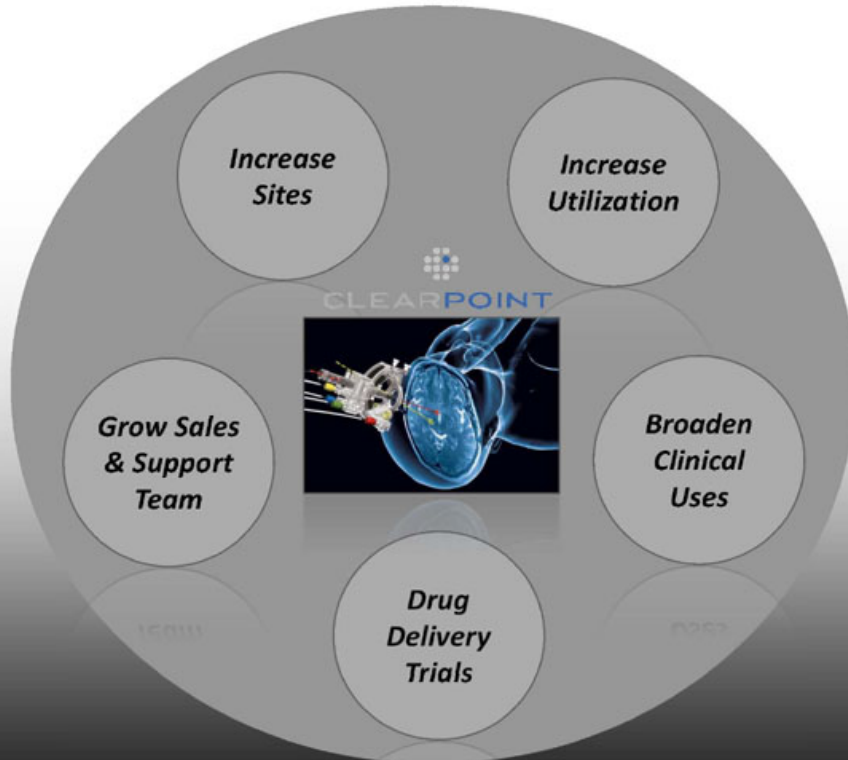 Increase
Sites
Increase
Utilization
CLEARPOINT
Grow Sales
& Support
Team
Broaden
Clinical
Uses
Drug
Delivery
Trials